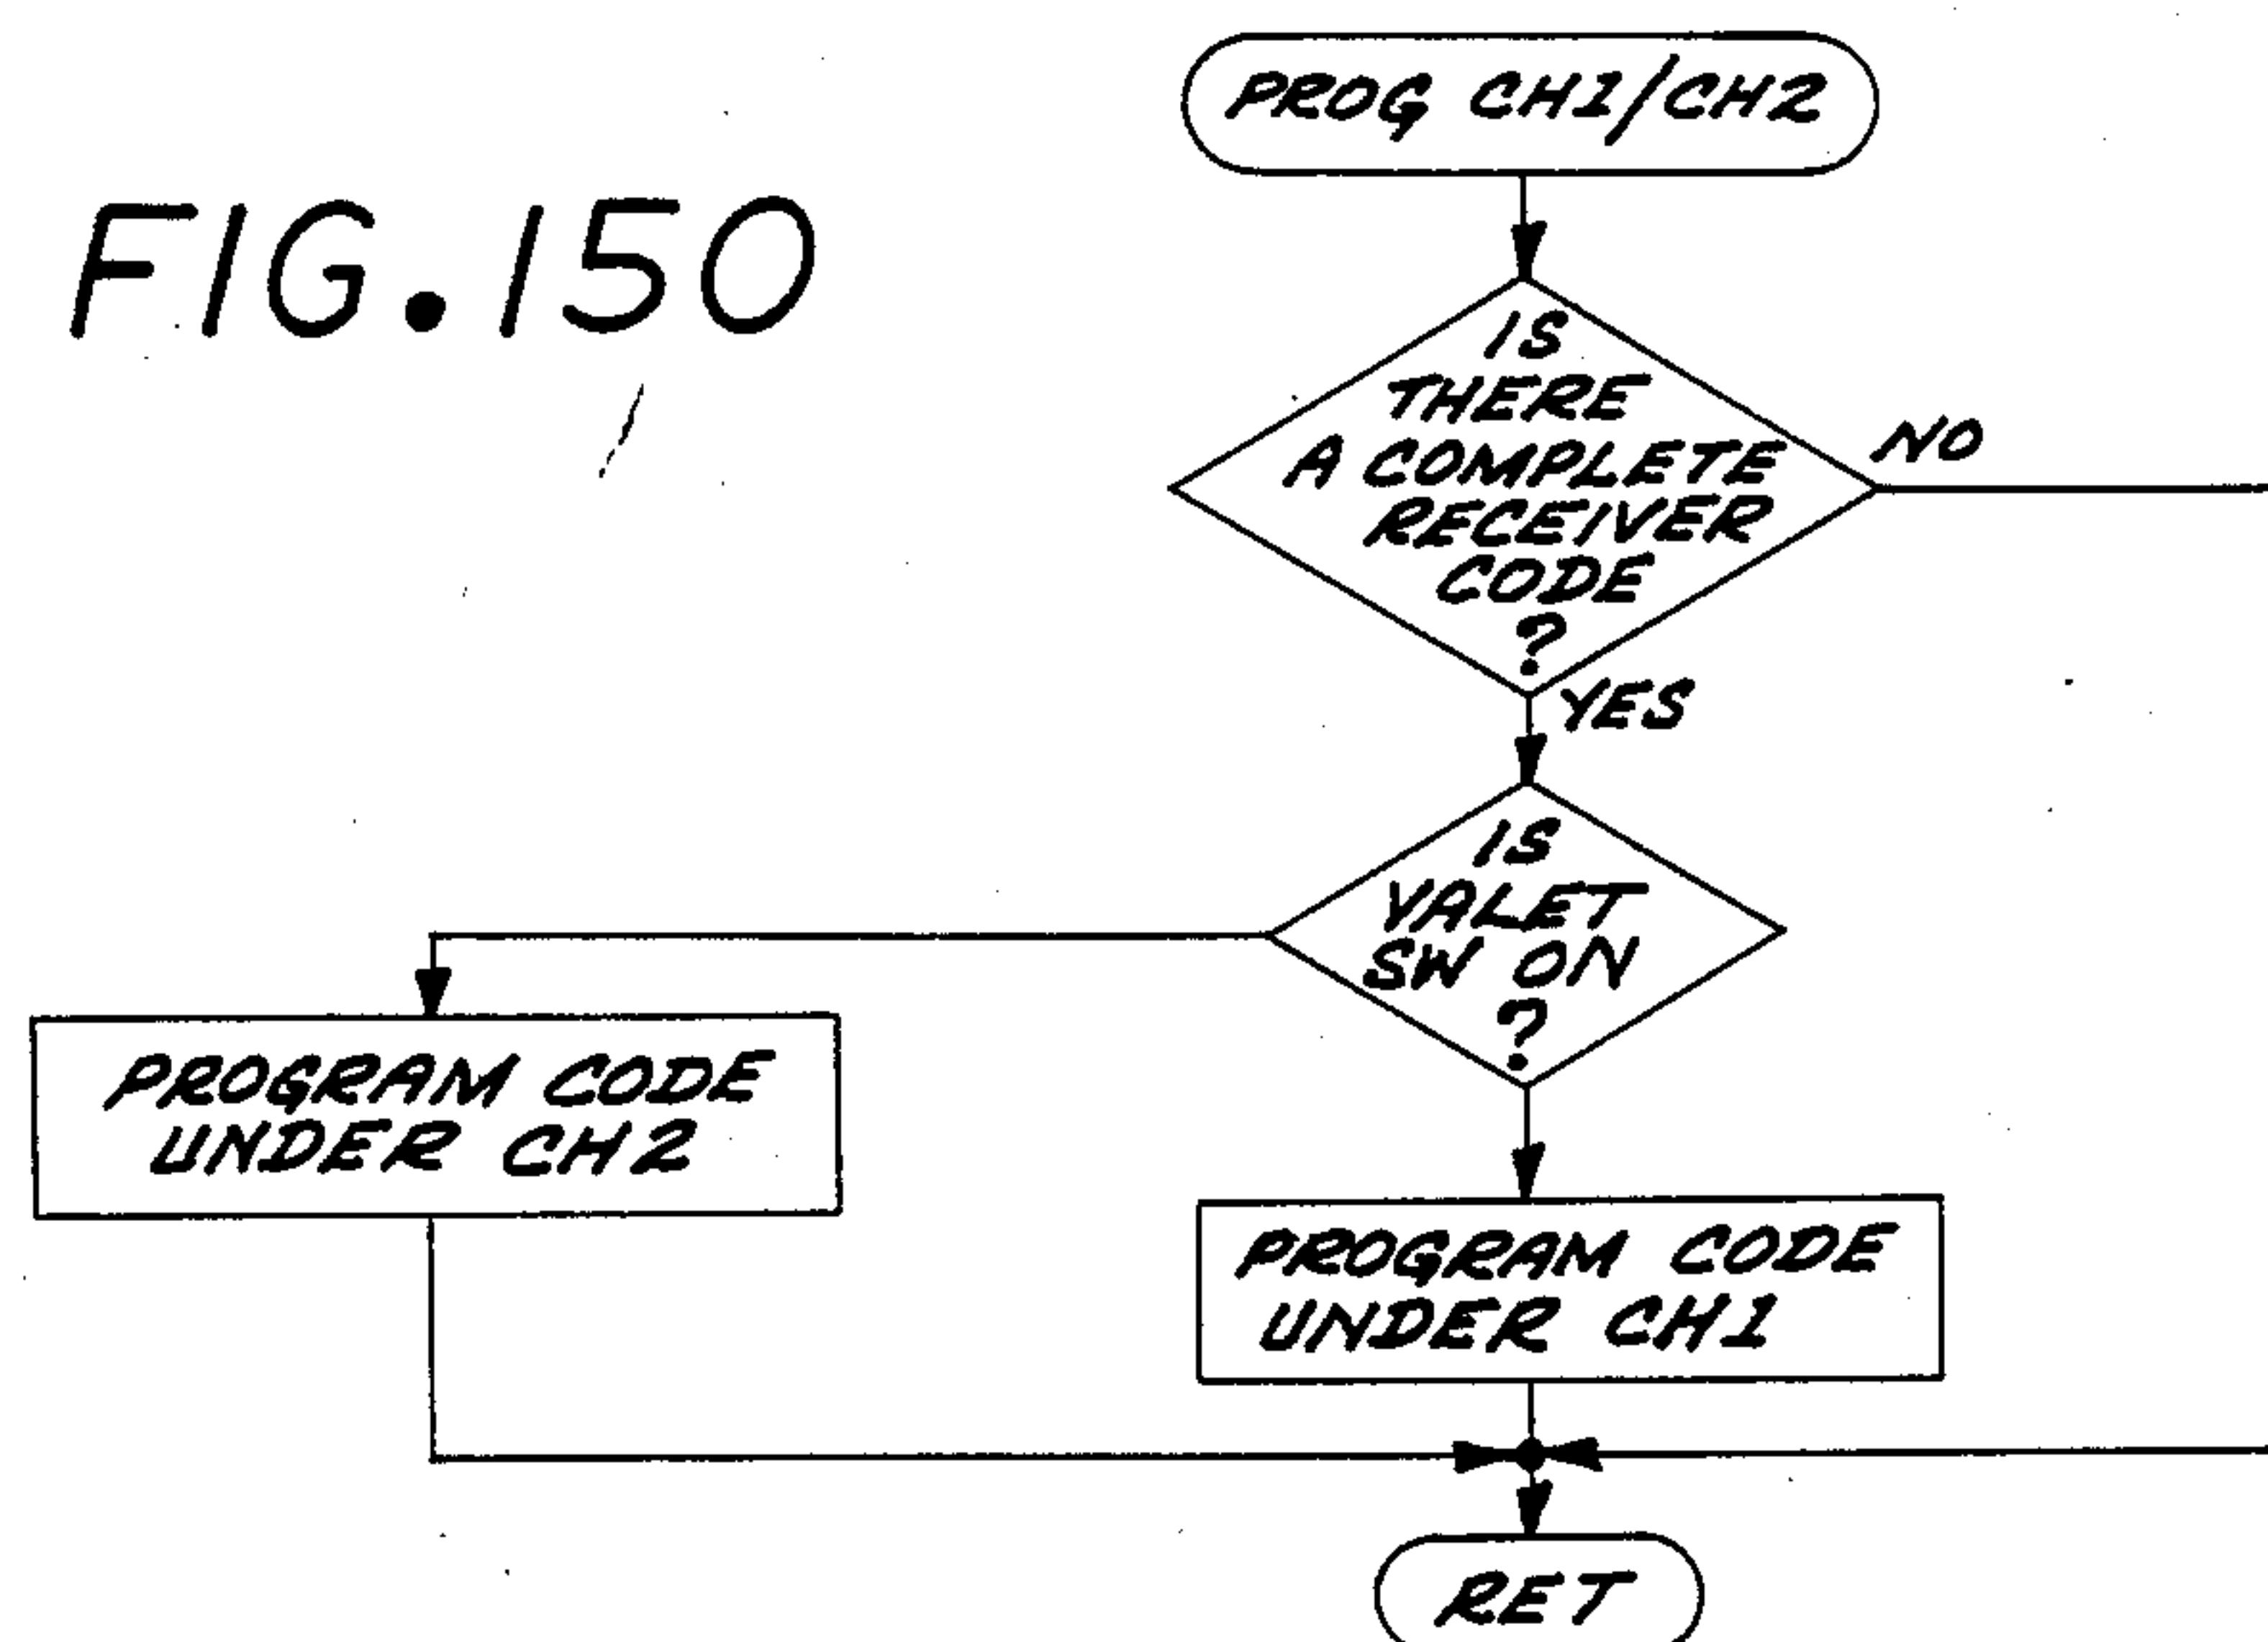 FIG. 150
PROG CH1/CH2
IS
THERE
A COMPLETE
RECEIVER
CODE
?
NO
YES
IS
VALET
SW ON
?
PROGRAM CODE
UNDER CH2
PROGRAM CODE
UNDER CH1
RET